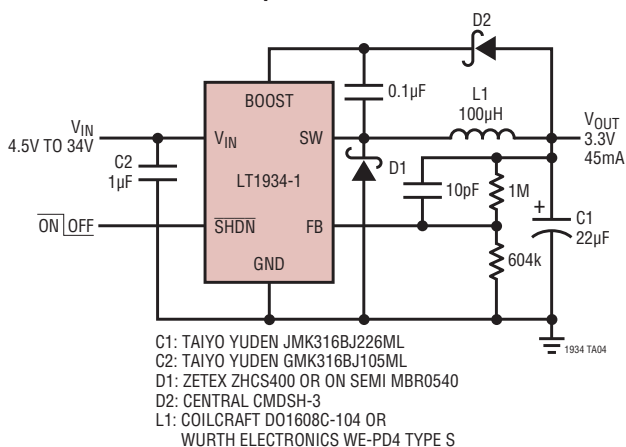 D2
BOOST
0.1µF
L1
100µH
VIN
4.5V TO 34V
VIN
SW
VOUT
3.3V
45mA
C2
1µF
LT1934-1
D1
10pF
1M
+
C1
22µF
ON OFF
SHDN
FB
604k
GND
1934 TA04
C1: TAIYO YUDEN JMK316BJ226ML
C2: TAIYO YUDEN GMK316BJ105ML
D1: ZETEX ZHCS400 OR ON SEMI MBR0540
D2: CENTRAL CMDSH-3
L1: COILCRAFT DO1608C-104 OR
WURTH ELECTRONICS WE-PD4 TYPE S